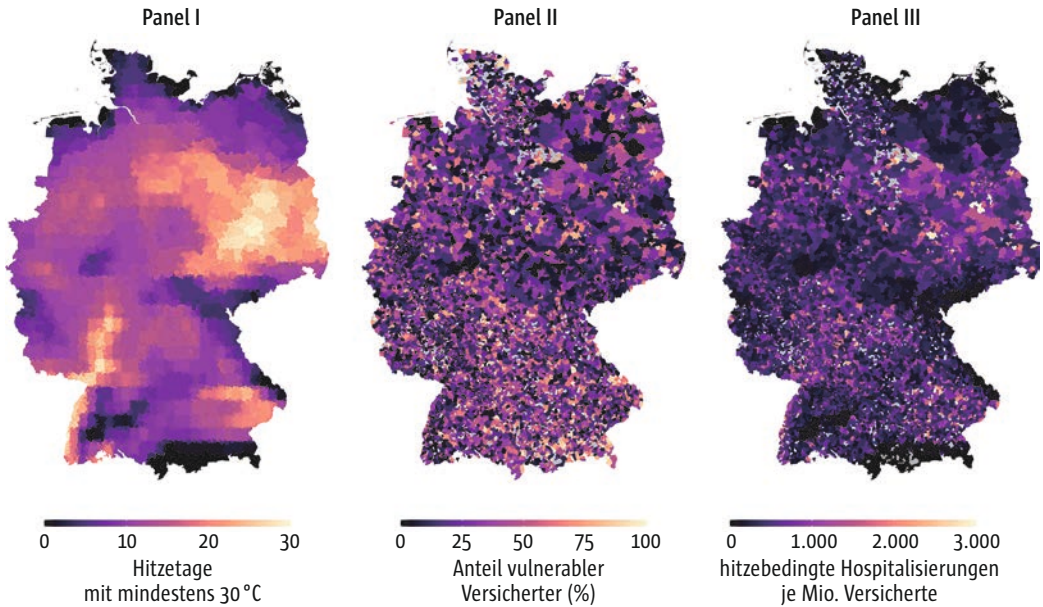 Panel I
Panel II
Panel III
0 10 20 30
Hitzetage
mit mindestens 30 °C
0 25 50 75 100
Anteil vulnerabler
Versicherter (%)
0 1.000 2.000 3.000
hitzebedingte Hospitalisierungen
je Mio. Versicherte